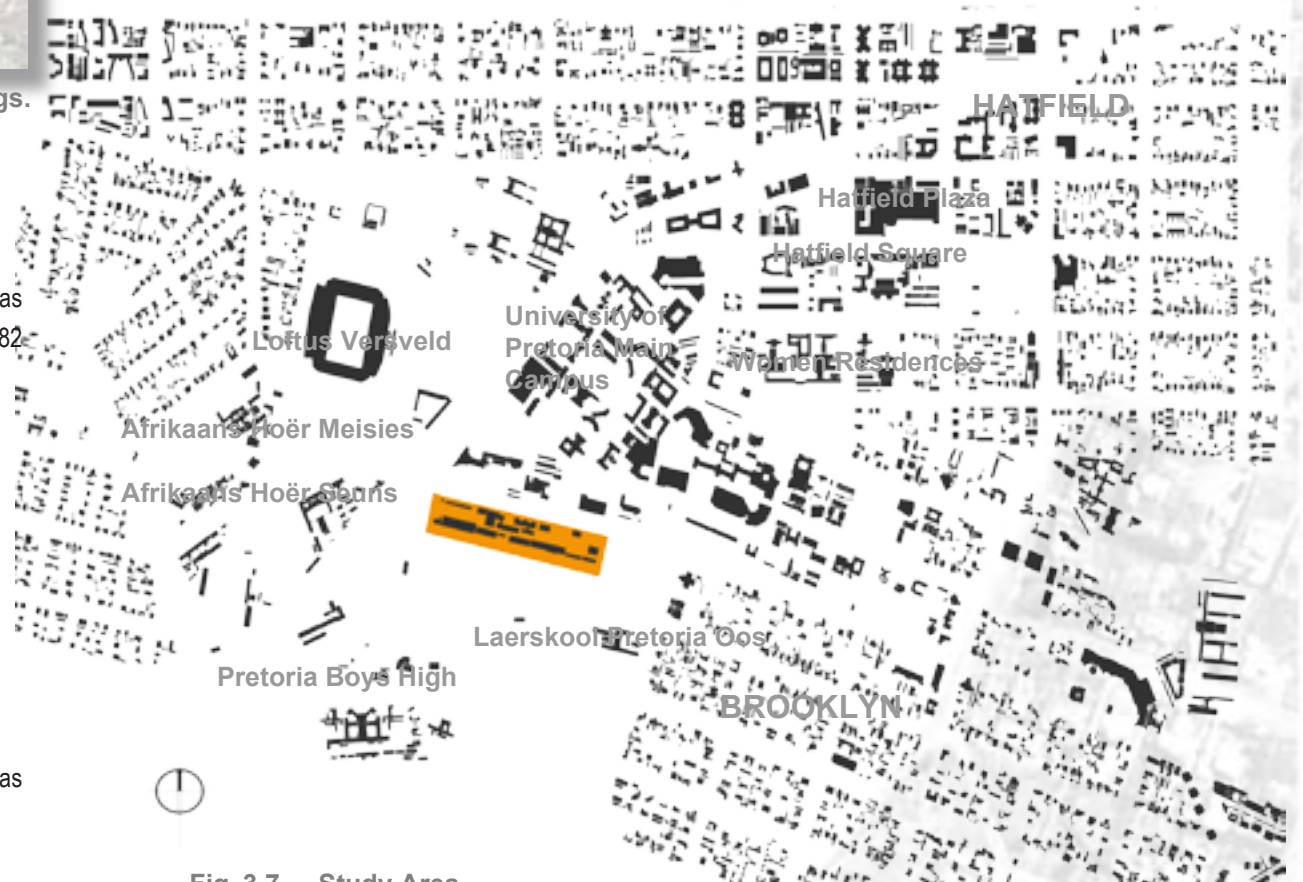 gs.
HATFIELD
Hatfield Plaza
Hatfield Square
as
82
University of
Pretoria Main
Campus
Loftus Versveld
Women Residences
Afrikaans Hoër Meisies
Afrikaans Hoër Seuns
Laerskool Pretoria Oos
Pretoria Boys High
BROOKLYN
as
Fig. 3.7 Study Area